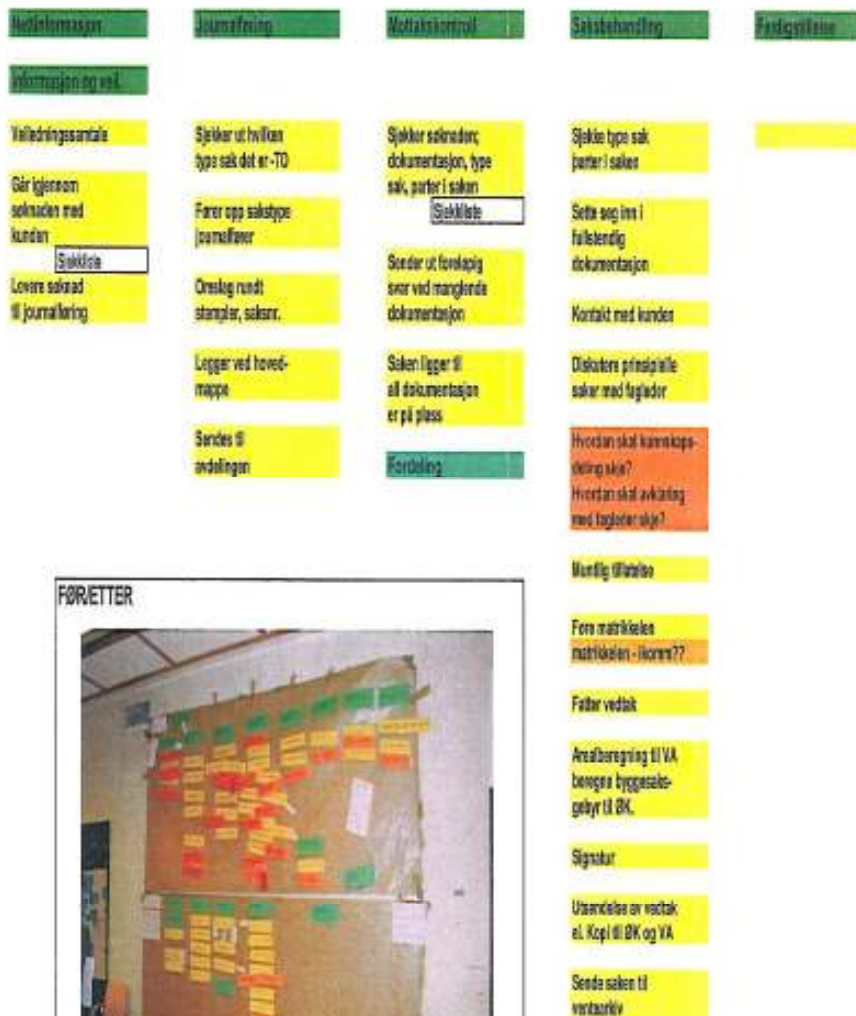 Nettinformasjon
Informasjon og veil.
Veiledningssamtale
Går igjennom
søknaden med
kunden
Sjekkliste
Levere søknad
til journalføring
Journalføring
Sjekker ut hvilken
type sak det er -TO
Fører opp sakstype
journalfører
Omslag rundt
stempler, saksnr.
Legger ved hoved-
mappe
Sendes til
avdelingen
Mottakskontroll
Sjekker søknaden;
dokumentasjon, type
sak, parter i saken
Sjekkliste
Sender ut foreløpig
svar ved manglende
dokumentasjon
Saken ligger til
all dokumentasjon
er på plass
Fordeling
Saksbehandling
Sjekke type sak
parter i saken
Sette seg inn i
fullstendig
dokumentasjon
Kontakt med kunden
Diskutere prinsipielle
saker med fagleder
Hvordan skal kunnskaps-
deling skje?
Hvordan skal avklaring
med fagleder skje?
Muntlig tillatelse
Føre matrikkelen
matrikkelen - ikomm??
Fatter vedtak
Arealberegning til VA
beregne byggesaks-
gebyr til ØK.
Signatur
Utsendelse av vedtak
el. Kopi til ØK og VA
Sende saken til
ventearkiv
Ferdigstillelse
FØR/ETTER